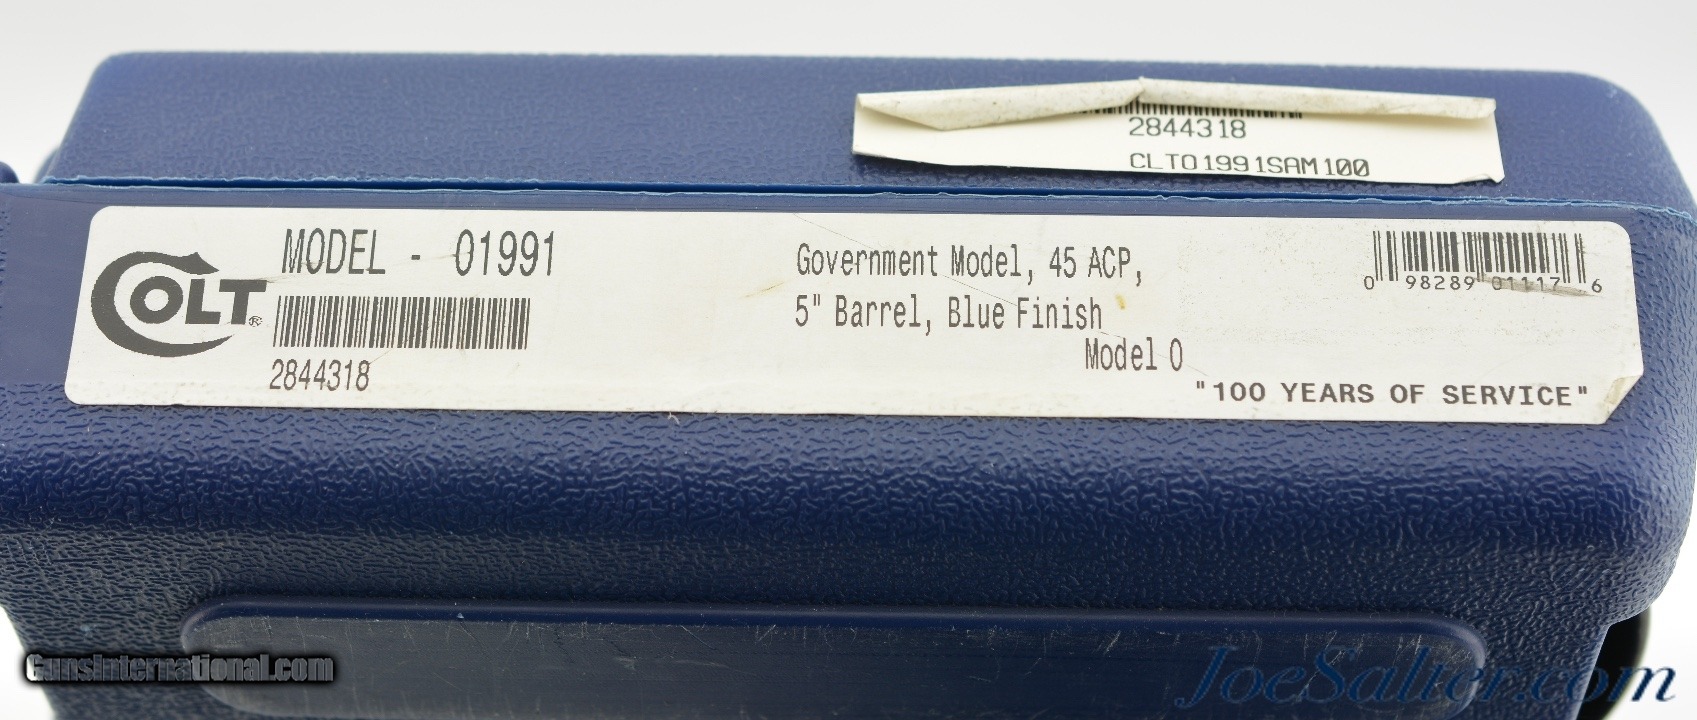 2844318
CLT01991SAM100
COLT®
MODEL - 01991
2844318
Government Model, 45 ACP,
5" Barrel, Blue Finish
Model O
0 98289 01117 6
"100 YEARS OF SERVICE"
GunsInternational.com
JoeSalter.com